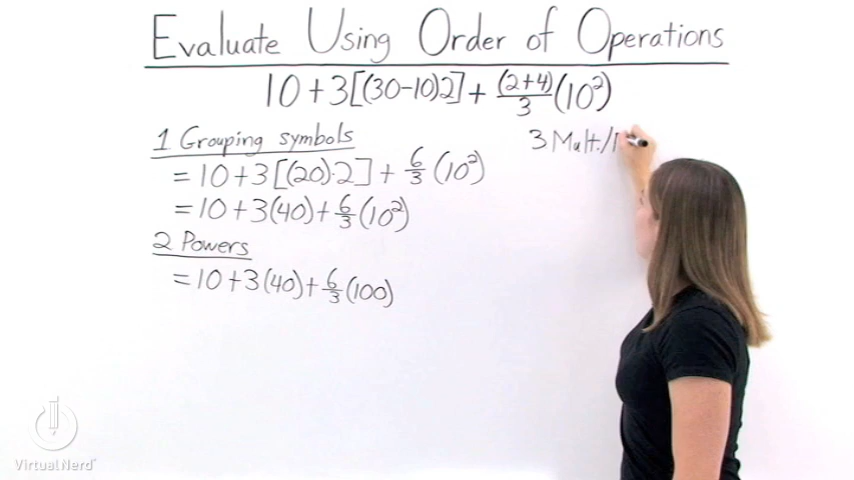 Evaluate Using Order of Operations
10+3[(30-10)2]+(2+4)/3(10²)
1 Grouping symbols
=10+3[(20)·2]+6/3(10²)
=10+3(40)+6/3(10²)
2 Powers
=10+3(40)+6/3(100)
3 Mult./
VirtualNerd™